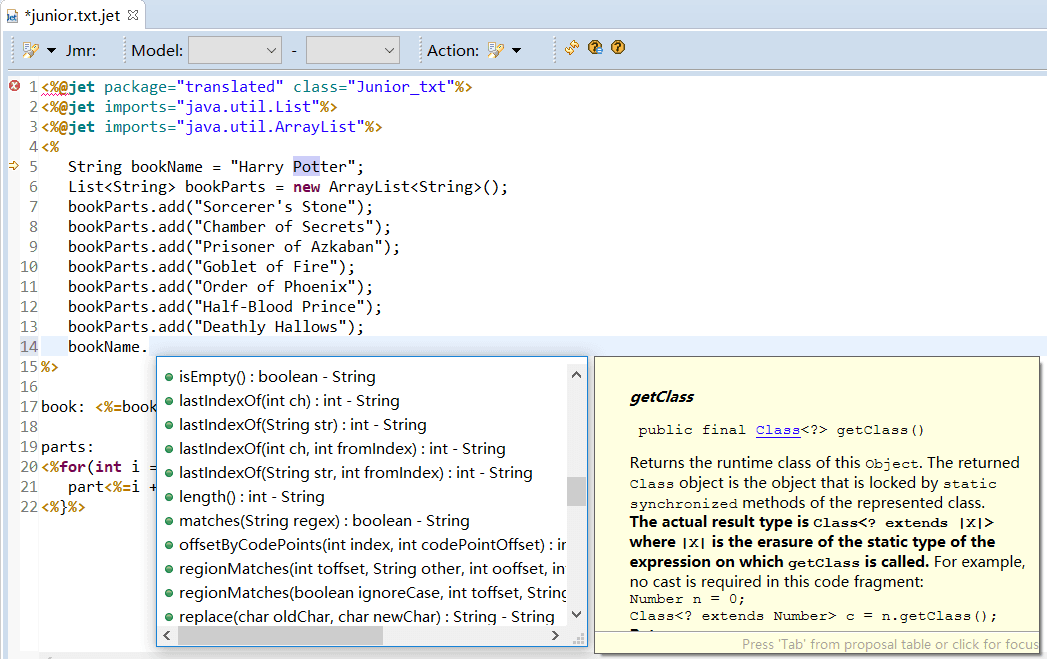 *junior.txt.jet
Jmr: Model: - Action:
1 <%@jet package="translated" class="Junior_txt"%>
2 <%@jet imports="java.util.List"%>
3 <%@jet imports="java.util.ArrayList"%>
4 <%
5 String bookName = "Harry Potter";
6 List<String> bookParts = new ArrayList<String>();
7 bookParts.add("Sorcerer's Stone");
8 bookParts.add("Chamber of Secrets");
9 bookParts.add("Prisoner of Azkaban");
10 bookParts.add("Goblet of Fire");
11 bookParts.add("Order of Phoenix");
12 bookParts.add("Half-Blood Prince");
13 bookParts.add("Deathly Hallows");
14 bookName.
15 %>
16
17 book: <%=book
18
19 parts:
20 <%for(int i =
21 part<%=i +
22 <%}%>
isEmpty() : boolean - String
lastIndexOf(int ch) : int - String
lastIndexOf(String str) : int - String
lastIndexOf(int ch, int fromIndex) : int - String
lastIndexOf(String str, int fromIndex) : int - String
length() : int - String
matches(String regex) : boolean - String
offsetByCodePoints(int index, int codePointOffset) : in
regionMatches(int toffset, String other, int ooffset, in
regionMatches(boolean ignoreCase, int toffset, String
replace(char oldChar, char newChar) : String - String
getClass
public final Class<?> getClass()
Returns the runtime class of this Object. The returned
Class object is the object that is locked by static
synchronized methods of the represented class.
The actual result type is Class<? extends |X|>
where |X| is the erasure of the static type of the
expression on which getClass is called. For example,
no cast is required in this code fragment:
Number n = 0;
Class<? extends Number> c = n.getClass();
Press 'Tab' from proposal table or click for focus